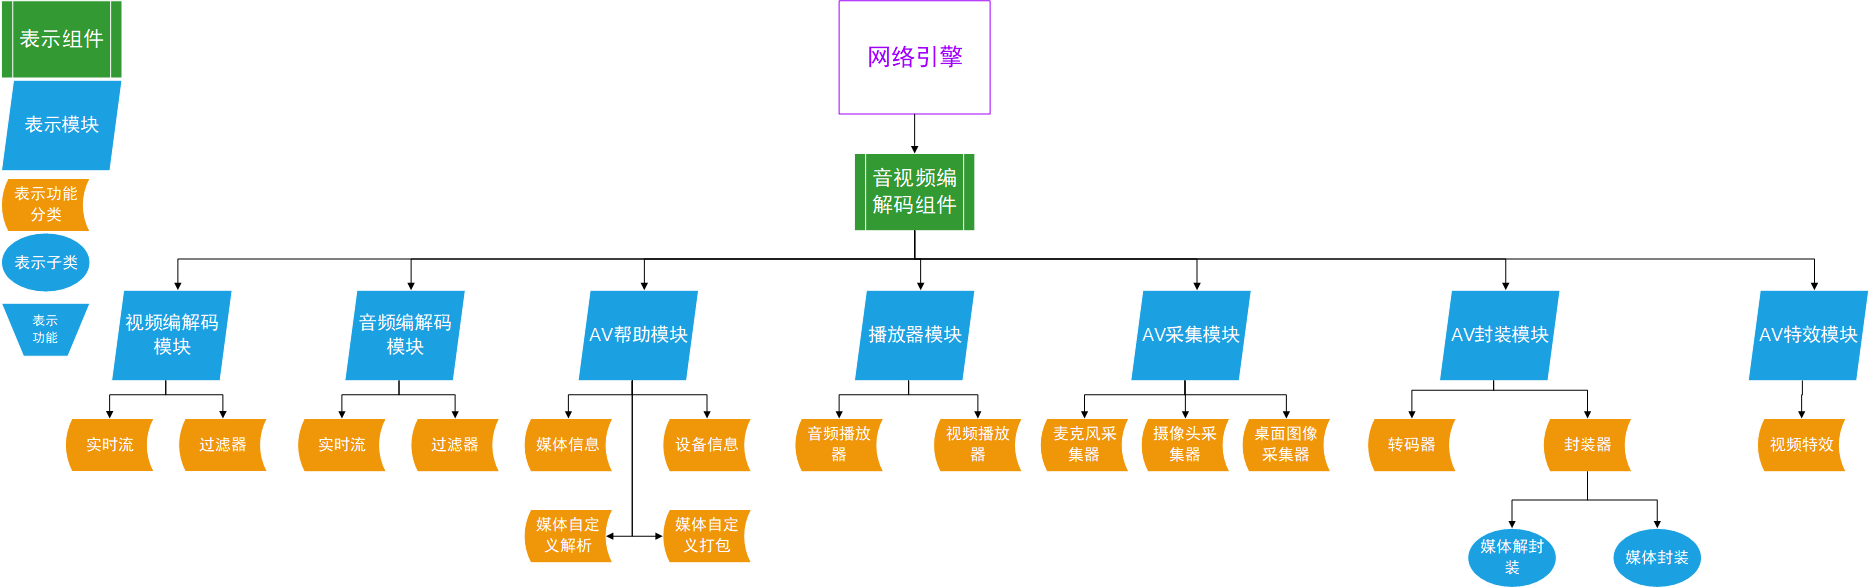 表示组件
表示模块
表示功能
分类
表示子类
表示
功能
网络引擎
音视频编
解码组件
视频编解码
模块
音频编解码
模块
AV帮助模块
播放器模块
AV采集模块
AV封装模块
AV特效模块
实时流
过滤器
实时流
过滤器
媒体信息
设备信息
音频播放
器
视频播放
器
麦克风采
集器
摄像头采
集器
桌面图像
采集器
转码器
封装器
视频特效
媒体自定
义解析
媒体自定
义打包
媒体解封
装
媒体封装